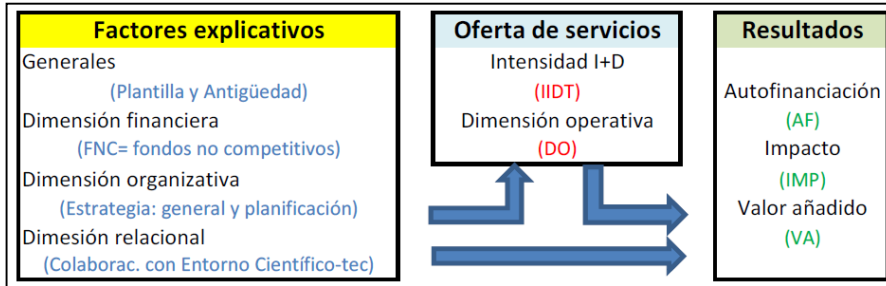 Factores explicativos
Generales
(Plantilla y Antigüedad)
Dimensión financiera
(FNC= fondos no competitivos)
Dimensión organizativa
(Estrategia: general y planificación)
Dimesión relacional
(Colaborac. con Entorno Científico-tec)
Oferta de servicios
Intensidad I+D
(IIDT)
Dimensión operativa
(DO)
Resultados
Autofinanciación
(AF)
Impacto
(IMP)
Valor añadido
(VA)